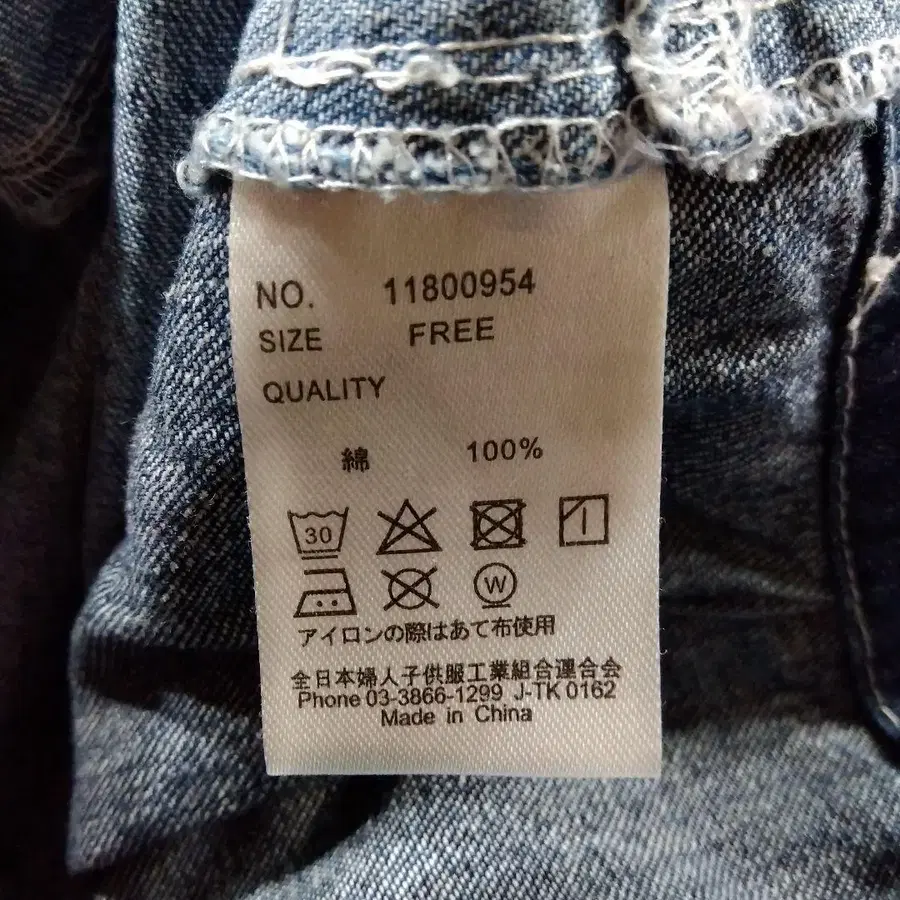 NO. 11800954
SIZE FREE
QUALITY
綿 100%
30
W
アイロンの際はあて布使用
全日本婦人子供服工業組合連合会
Phone 03-3866-1299 J-TK 0162
Made in China